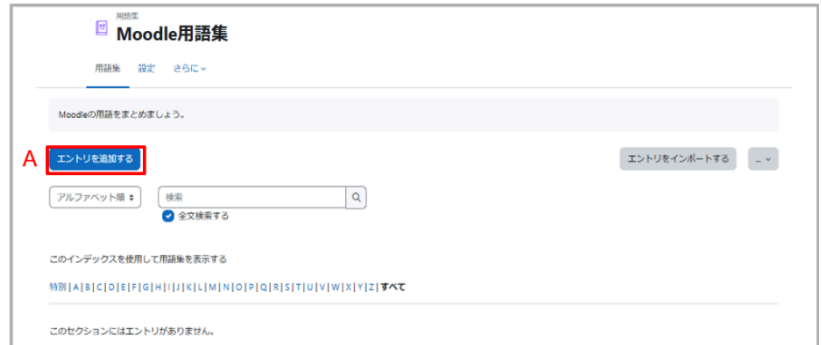 用語集
Moodle用語集
用語集 設定 さらに
Moodleの用語をまとめましょう。
A エントリを追加する エントリをインポートする ...
アルファベット順 検索
全文検索する
このインデックスを使用して用語集を表示する
特別|A|B|C|D|E|F|G|H|I|J|K|L|M|N|O|P|Q|R|S|T|U|V|W|X|Y|Z|すべて
このセクションにはエントリがありません。